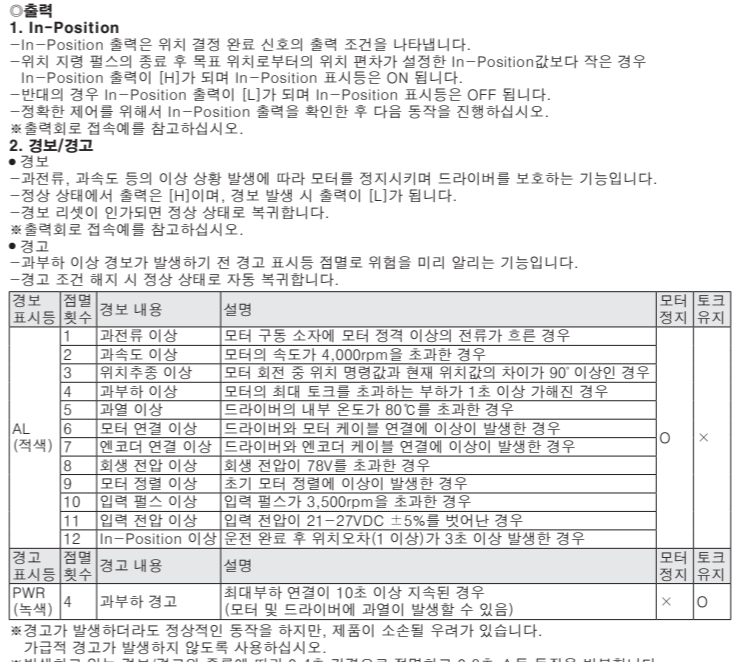 ◎출력
1. In-Position
-In-Position 출력은 위치 결정 완료 신호의 출력 조건을 나타냅니다.
-위치 지령 펄스의 종료 후 목표 위치로부터의 위치 편차가 설정한 In-Position값보다 작은 경우
In-Position 출력이 [H]가 되며 In-Position 표시등은 ON 됩니다.
-반대의 경우 In-Position 출력이 [L]가 되며 In-Position 표시등은 OFF 됩니다.
-정확한 제어를 위해서 In-Position 출력을 확인한 후 다음 동작을 진행하십시오.
※출력회로 접속예를 참고하십시오.
2. 경보/경고
● 경보
-과전류, 과속도 등의 이상 상황 발생에 따라 모터를 정지시키며 드라이버를 보호하는 기능입니다.
-정상 상태에서 출력은 [H]이며, 경보 발생 시 출력이 [L]가 됩니다.
-경보 리셋이 인가되면 정상 상태로 복귀합니다.
※출력회로 접속예를 참고하십시오.
● 경고
-과부하 이상 경보가 발생하기 전 경고 표시등 점멸로 위험을 미리 알리는 기능입니다.
-경고 조건 해지 시 정상 상태로 자동 복귀합니다.
경보 표시등 점멸 횟수 경보 내용 설명 모터 정지 토크 유지
AL (적색) O ×
1 과전류 이상 모터 구동 소자에 모터 정격 이상의 전류가 흐른 경우
2 과속도 이상 모터의 속도가 4,000rpm을 초과한 경우
3 위치추종 이상 모터 회전 중 위치 명령값과 현재 위치값의 차이가 90° 이상인 경우
4 과부하 이상 모터의 최대 토크를 초과하는 부하가 1초 이상 가해진 경우
5 과열 이상 드라이버의 내부 온도가 80℃를 초과한 경우
6 모터 연결 이상 드라이버와 모터 케이블 연결에 이상이 발생한 경우
7 엔코더 연결 이상 드라이버와 엔코더 케이블 연결에 이상이 발생한 경우
8 회생 전압 이상 회생 전압이 78V를 초과한 경우
9 모터 정렬 이상 초기 모터 정렬에 이상이 발생한 경우
10 입력 펄스 이상 입력 펄스가 3,500rpm을 초과한 경우
11 입력 전압 이상 입력 전압이 21-27VDC ±5%를 벗어난 경우
12 In-Position 이상 운전 완료 후 위치오차(1 이상)가 3초 이상 발생한 경우
경고 표시등 점멸 횟수 경고 내용 설명 모터 정지 토크 유지
PWR (녹색) 4 과부하 경고 최대부하 연결이 10초 이상 지속된 경우 × O
(모터 및 드라이버에 과열이 발생할 수 있음)
※경고가 발생하더라도 정상적인 동작을 하지만, 제품이 소손될 우려가 있습니다.
가급적 경고가 발생하지 않도록 사용하십시오.